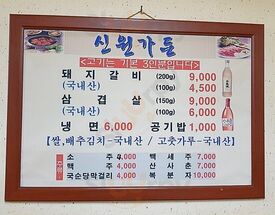 신원가든
<고기는 기본 3인분입니다>
돼지갈비 (200g) 9,000
(국내산) (100g) 4,500
삼겹살 (150g) 9,000
(국내산) (100g) 6,000
냉면 6,000 공기밥 1,000
[쌀,배추김치-국내산 / 고춧가루-국내산]
소주 4,000 백세주 7,000
맥주 4,000 산사춘 7,000
국순당막걸리 4,000 복분자 10,000